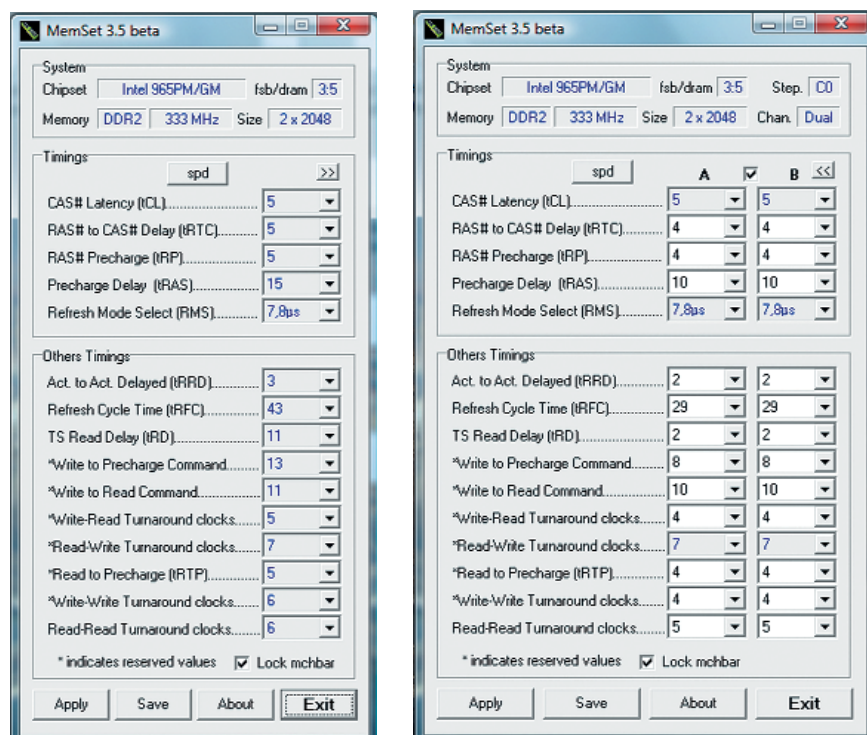 MemSet 3.5 beta
System
Chipset Intel 965PM/GM fsb/dram 3:5
Memory DDR2 333 MHz Size 2 x 2048
Timings
spd >>
CAS# Latency (tCL) 5
RAS# to CAS# Delay (tRTC) 5
RAS# Precharge (tRP) 5
Precharge Delay (tRAS) 15
Refresh Mode Select (RMS) 7,8µs
Others Timings
Act. to Act. Delayed (tRRD) 3
Refresh Cycle Time (tRFC) 43
TS Read Delay (tRD) 11
*Write to Precharge Command 13
*Write to Read Command 11
*Write-Read Turnaround clocks 5
*Read-Write Turnaround clocks 7
*Read to Precharge (tRTP) 5
*Write-Write Turnaround clocks 6
Read-Read Turnaround clocks 6
* indicates reserved values Lock mchbar
Apply Save About Exit
MemSet 3.5 beta
System
Chipset Intel 965PM/GM fsb/dram 3:5 Step. C0
Memory DDR2 333 MHz Size 2 x 2048 Chan. Dual
Timings
spd A B <<
CAS# Latency (tCL) 5 5
RAS# to CAS# Delay (tRTC) 4 4
RAS# Precharge (tRP) 4 4
Precharge Delay (tRAS) 10 10
Refresh Mode Select (RMS) 7,8µs 7,8µs
Others Timings
Act. to Act. Delayed (tRRD) 2 2
Refresh Cycle Time (tRFC) 29 29
TS Read Delay (tRD) 2 2
*Write to Precharge Command 8 8
*Write to Read Command 10 10
*Write-Read Turnaround clocks 4 4
*Read-Write Turnaround clocks 7 7
*Read to Precharge (tRTP) 4 4
*Write-Write Turnaround clocks 4 4
Read-Read Turnaround clocks 5 5
* indicates reserved values Lock mchbar
Apply Save About Exit